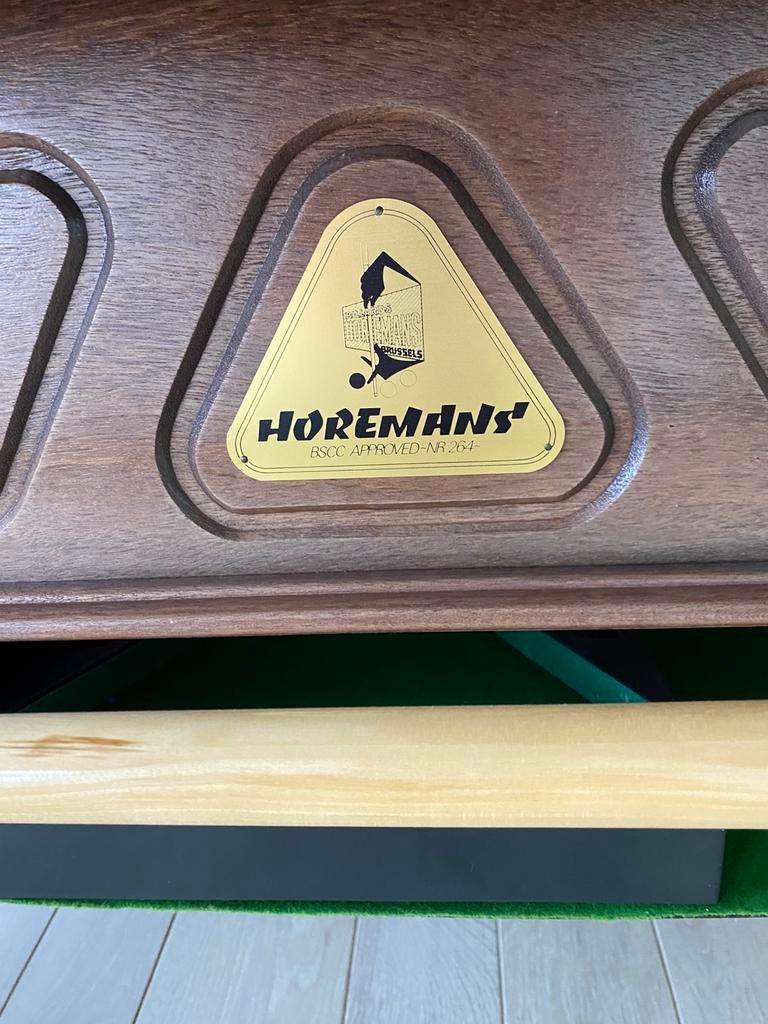 BILLARDS
HOREMANS
BRUSSELS
HOREMANS
BSCC APPROVED~NR 264~